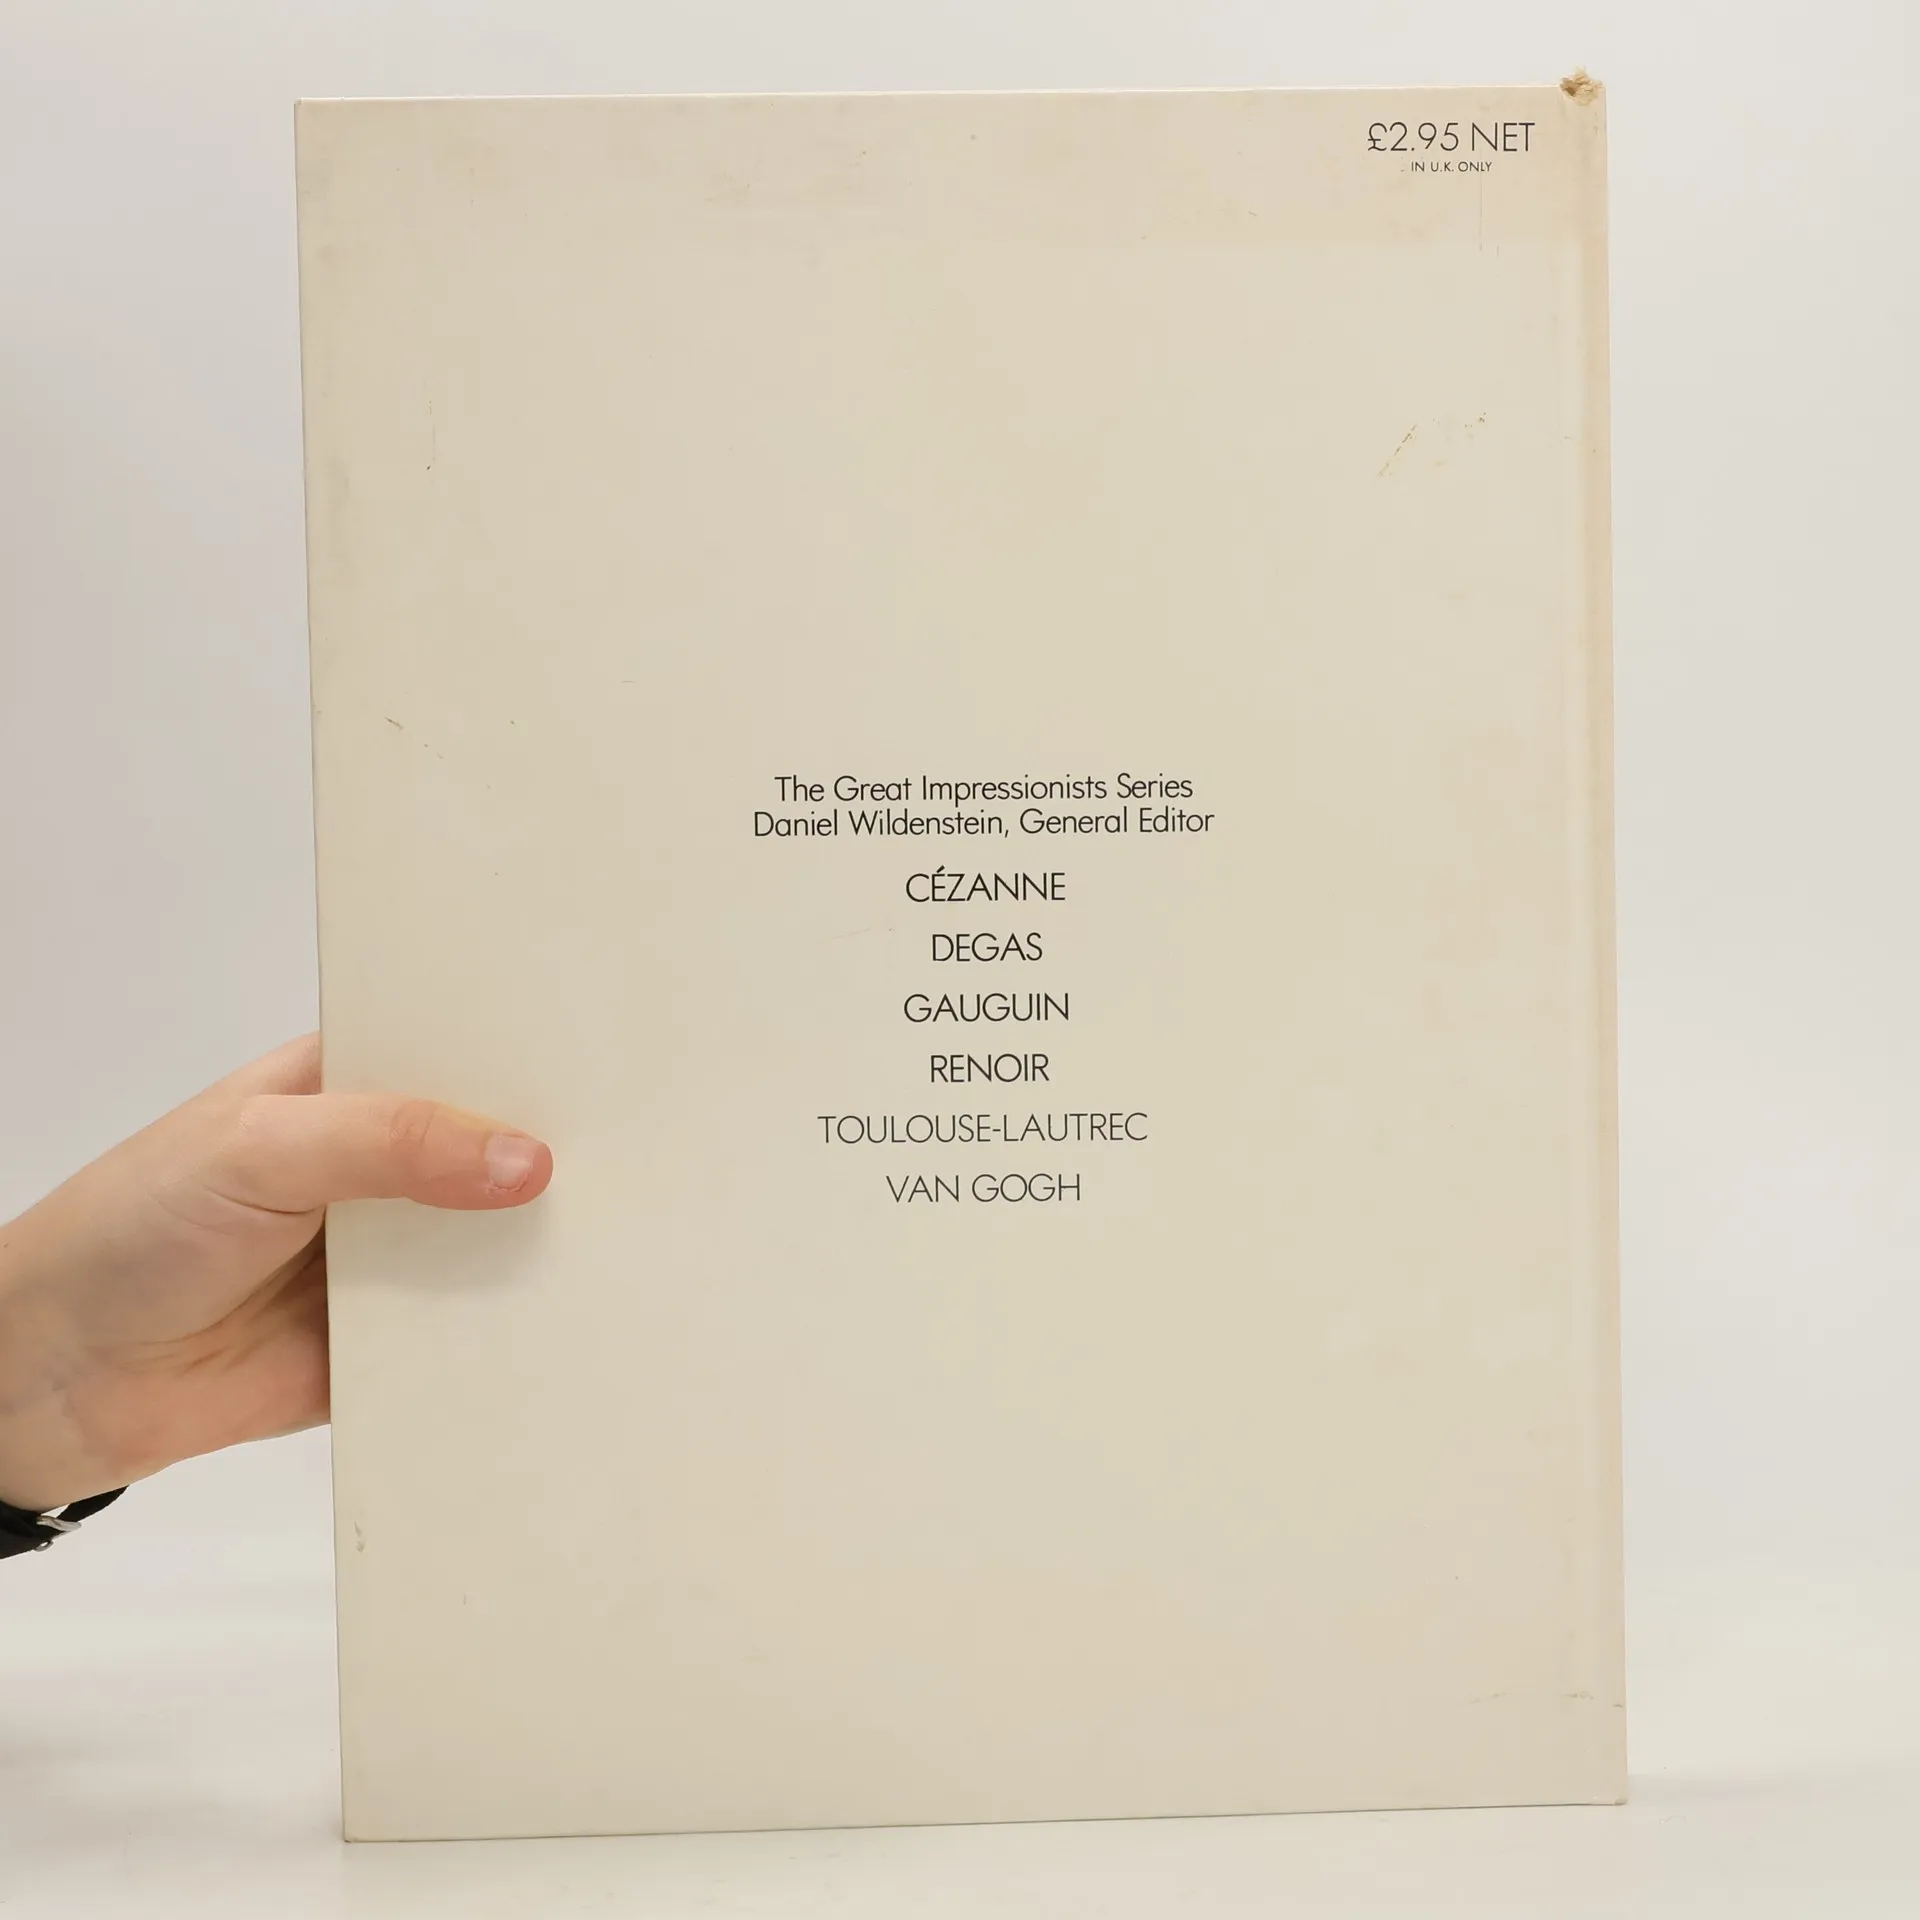 £2.95 NET
IN U.K. ONLY
The Great Impressionists Series
Daniel Wildenstein, General Editor
CÉZANNE
DEGAS
GAUGUIN
RENOIR
TOULOUSE-LAUTREC
VAN GOGH